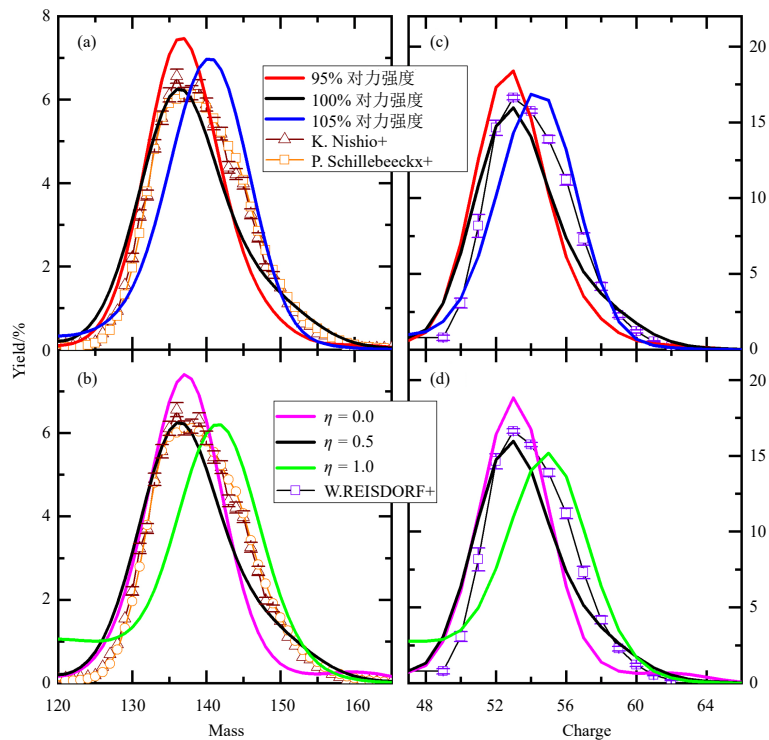 (a)
(c)
95% 对力强度
100% 对力强度
105% 对力强度
K. Nishio+
P. Schillebeeckx+
8
6
4
2
0
20
15
10
5
0
Yield/%
(b)
(d)
η = 0.0
η = 0.5
η = 1.0
W.REISDORF+
6
4
2
0
20
15
10
5
0
120 130 140 150 160
48 52 56 60 64
Mass
Charge